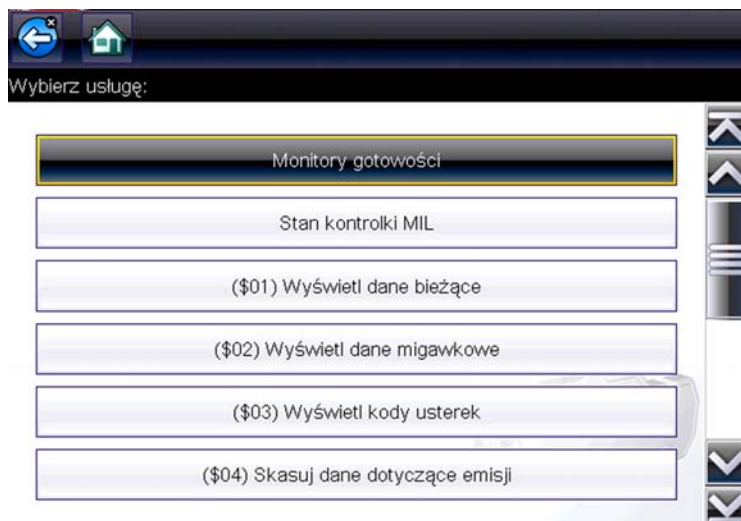 Wybierz usługę:
Monitory gotowości
Stan kontrolki MIL
($01) Wyświetl dane bieżące
($02) Wyświetl dane migawkowe
($03) Wyświetl kody usterek
($04) Skasuj dane dotyczące emisji